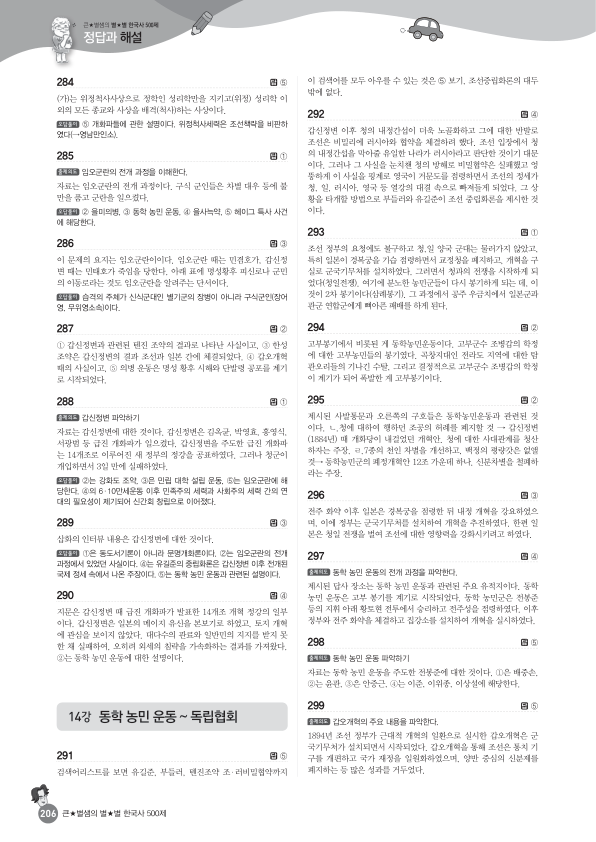 큰★별쌤의 별★별 한국사 500제
정답과 해설
284 답 ⑤
(가)는 위정척사사상으로 정학인 성리학만을 지키고(위정) 성리학 이
외의 모든 종교와 사상을 배격(척사)하는 사상이다.
오답풀이 ⑤ 개화파들에 관한 설명이다. 위정척사세력은 조선책략을 비판하
였다(→영남만인소).
285 답 ①
출제의도 임오군란의 전개 과정을 이해한다.
자료는 임오군란의 전개 과정이다. 구식 군인들은 차별 대우 등에 불
만을 품고 군란을 일으켰다.
오답풀이 ② 을미의병, ③ 동학 농민 운동, ④ 을사늑약, ⑤ 헤이그 특사 사건
에 해당한다.
286 답 ③
이 문제의 요지는 임오군란이이다. 임오군란 때는 민겸호가, 갑신정
변 때는 민태호가 죽임을 당한다. 아래 표에 명성황후 피신로나 군민
의 이동로라는 것도 임오군란을 알려주는 단서이다.
오답풀이 습격의 주체가 신식군대인 별기군의 장병이 아니라 구식군인(장어
영, 무위영소속)이다.
287 답 ②
① 갑신정변과 관련된 톈진 조약의 결과로 나타난 사실이고, ③ 한성
조약은 갑신정변의 결과 조선과 일본 간에 체결되었다. ④ 갑오개혁
때의 사실이고, ⑤ 의병 운동은 명성 황후 시해와 단발령 공포를 계기
로 시작되었다.
288 답 ①
출제의도 갑신정변 파악하기
자료는 갑신정변에 대한 것이다. 갑신정변은 김옥균, 박영효, 홍영식,
서광범 등 급진 개화파가 일으켰다. 갑신정변을 주도한 급진 개화파
는 14개조로 이루어진 새 정부의 정강을 공표하였다. 그러나 청군이
개입하면서 3일 만에 실패하였다.
오답풀이 ②는 강화도 조약, ③은 민립 대학 설립 운동, ⑤는 임오군란에 해
당한다. ④의 6·10만세운동 이후 민족주의 세력과 사회주의 세력 간의 연
대의 필요성이 제기되어 신간회 창립으로 이어졌다.
289 답 ③
삽화의 인터뷰 내용은 갑신정변에 대한 것이다.
오답풀이 ①은 동도서기론이 아니라 문명개화론이다. ②는 임오군란의 전개
과정에서 있었던 사실이다. ④는 유길준의 중립화론은 갑신정변 이후 전개된
국제 정세 속에서 나온 주장이다. ⑤는 동학 농민 운동과 관련된 설명이다.
290 답 ④
지문은 갑신정변 때 급진 개화파가 발표한 14개조 개혁 정강의 일부
이다. 갑신정변은 일본의 메이지 유신을 본보기로 하였고, 토지 개혁
에 관심을 보이지 않았다. 대다수의 관료와 일반민의 지지를 받지 못
한 채 실패하여, 오히려 외세의 침략을 가속화하는 결과를 가져왔다.
②는 동학 농민 운동에 대한 설명이다.
14강 동학 농민 운동 ~ 독립협회
291 답 ⑤
검색어리스트를 보면 유길준, 부들러, 톈진조약 조·러비밀협약까지
이 검색어를 모두 아우를 수 있는 것은 ⑤ 보기, 조선중립화론의 대두
밖에 없다.
292 답 ④
갑신정변 이후 청의 내정간섭이 더욱 노골화하고 그에 대한 반발로
조선은 비밀리에 러시아와 협약을 체결하려 했다. 조선 입장에서 청
의 내정간섭을 막아줄 유일한 나라가 러시아라고 판단한 것이기 때문
이다. 그러나 그 사실을 눈치챈 청의 방해로 비밀협약은 실패했고 엉
뚱하게 이 사실을 핑계로 영국이 거문도를 점령하면서 조선의 정세가
청, 일, 러시아, 영국 등 열강의 대결 속으로 빠져들게 되었다. 그 상
황을 타개할 방법으로 부들러와 유길준이 조선 중립화론을 제시한 것
이다.
293 답 ①
조선 정부의 요청에도 불구하고 청,일 양국 군대는 물러가지 않았고,
특히 일본이 경복궁을 기습 점령하면서 교정청을 폐지하고, 개혁을 구
실로 군국기무처를 설치하였다. 그러면서 청과의 전쟁을 시작하게 되
었다(청일전쟁). 여기에 분노한 농민군들이 다시 봉기하게 되는 데, 이
것이 2차 봉기이다(삼례봉기), 그 과정에서 공주 우금치에서 일본군과
관군 연합군에게 뼈아픈 패배를 하게 된다.
294 답 ②
고부봉기에서 비롯된 게 동학농민운동이다. 고부군수 조병갑의 학정
에 대한 고부농민들의 봉기였다. 곡창지대인 전라도 지역에 대한 탐
관오리들의 기나긴 수탈, 그리고 결정적으로 고부군수 조병갑의 학정
이 계기가 되어 폭발한 게 고부봉기이다.
295 답 ②
제시된 사발통문과 오른쪽의 구호들은 동학농민운동과 관련된 것
이다. ㄴ.청에 대하여 행하던 조공의 허례를 폐지할 것 → 갑신정변
(1884년) 때 개화당이 내걸었던 개혁안. 청에 대한 사대관계를 청산
하자는 주장. ㄹ.7종의 천인 차별을 개선하고, 백정의 평량갓은 없앨
것→ 동학농민군의 폐정개혁안 12조 가운데 하나. 신분차별을 철폐하
라는 주장.
296 답 ③
전주 화약 이후 일본은 경복궁을 점령한 뒤 내정 개혁을 강요하였으
며, 이에 정부는 군국기무처를 설치하여 개혁을 추진하였다. 한편 일
본은 청일 전쟁을 벌여 조선에 대한 영향력을 강화시키려고 하였다.
297 답 ④
출제의도 동학 농민 운동의 전개 과정을 파악한다.
제시된 답사 장소는 동학 농민 운동과 관련된 주요 유적지이다. 동학
농민 운동은 고부 봉기를 계기로 시작되었다. 동학 농민군은 전봉준
등의 지휘 아래 황토현 전투에서 승리하고 전주성을 점령하였다. 이후
정부와 전주 화약을 체결하고 집강소를 설치하여 개혁을 실시하였다.
298 답 ⑤
출제의도 동학 농민 운동 파악하기
자료는 동학 농민 운동을 주도한 전봉준에 대한 것이다. ①은 배중손,
②는 윤관, ③은 안중근, ④는 이준, 이위종, 이상설에 해당한다.
299 답 ⑤
출제의도 갑오개혁의 주요 내용을 파악한다.
1894년 조선 정부가 근대적 개혁의 일환으로 실시한 갑오개혁은 군
국기무처가 설치되면서 시작되었다. 갑오개혁을 통해 조선은 통치 기
구를 개편하고 국가 재정을 일원화하였으며, 양반 중심의 신분제를
폐지하는 등 많은 성과를 거두었다.
206 큰★별쌤의 별★별 한국사 500제